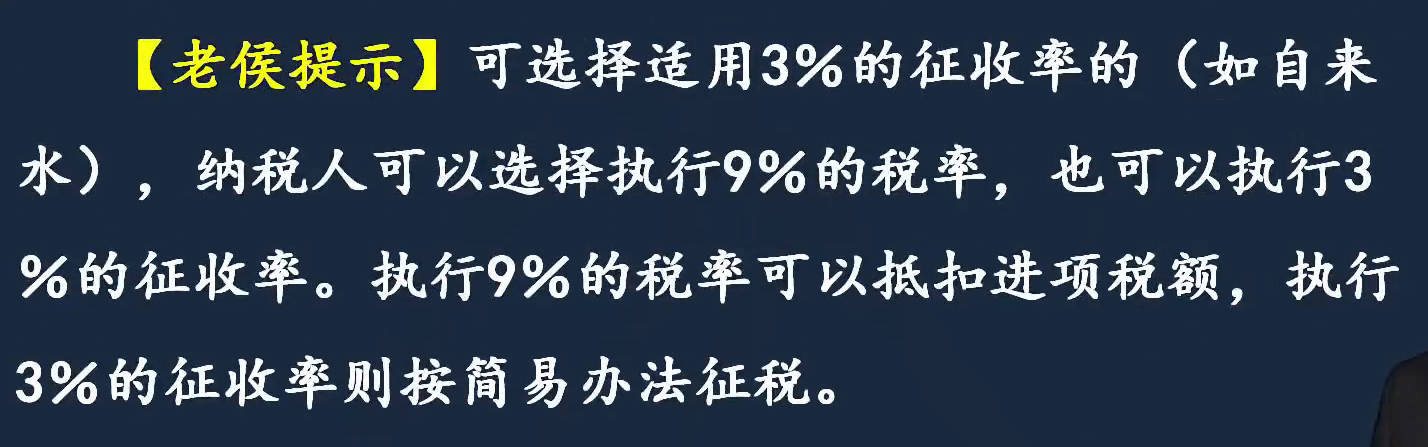 【老侯提示】可选择适用3%的征收率的（如自来
水），纳税人可以选择执行9%的税率，也可以执行3
%的征收率。执行9%的税率可以抵扣进项税额，执行
3%的征收率则按简易办法征税。